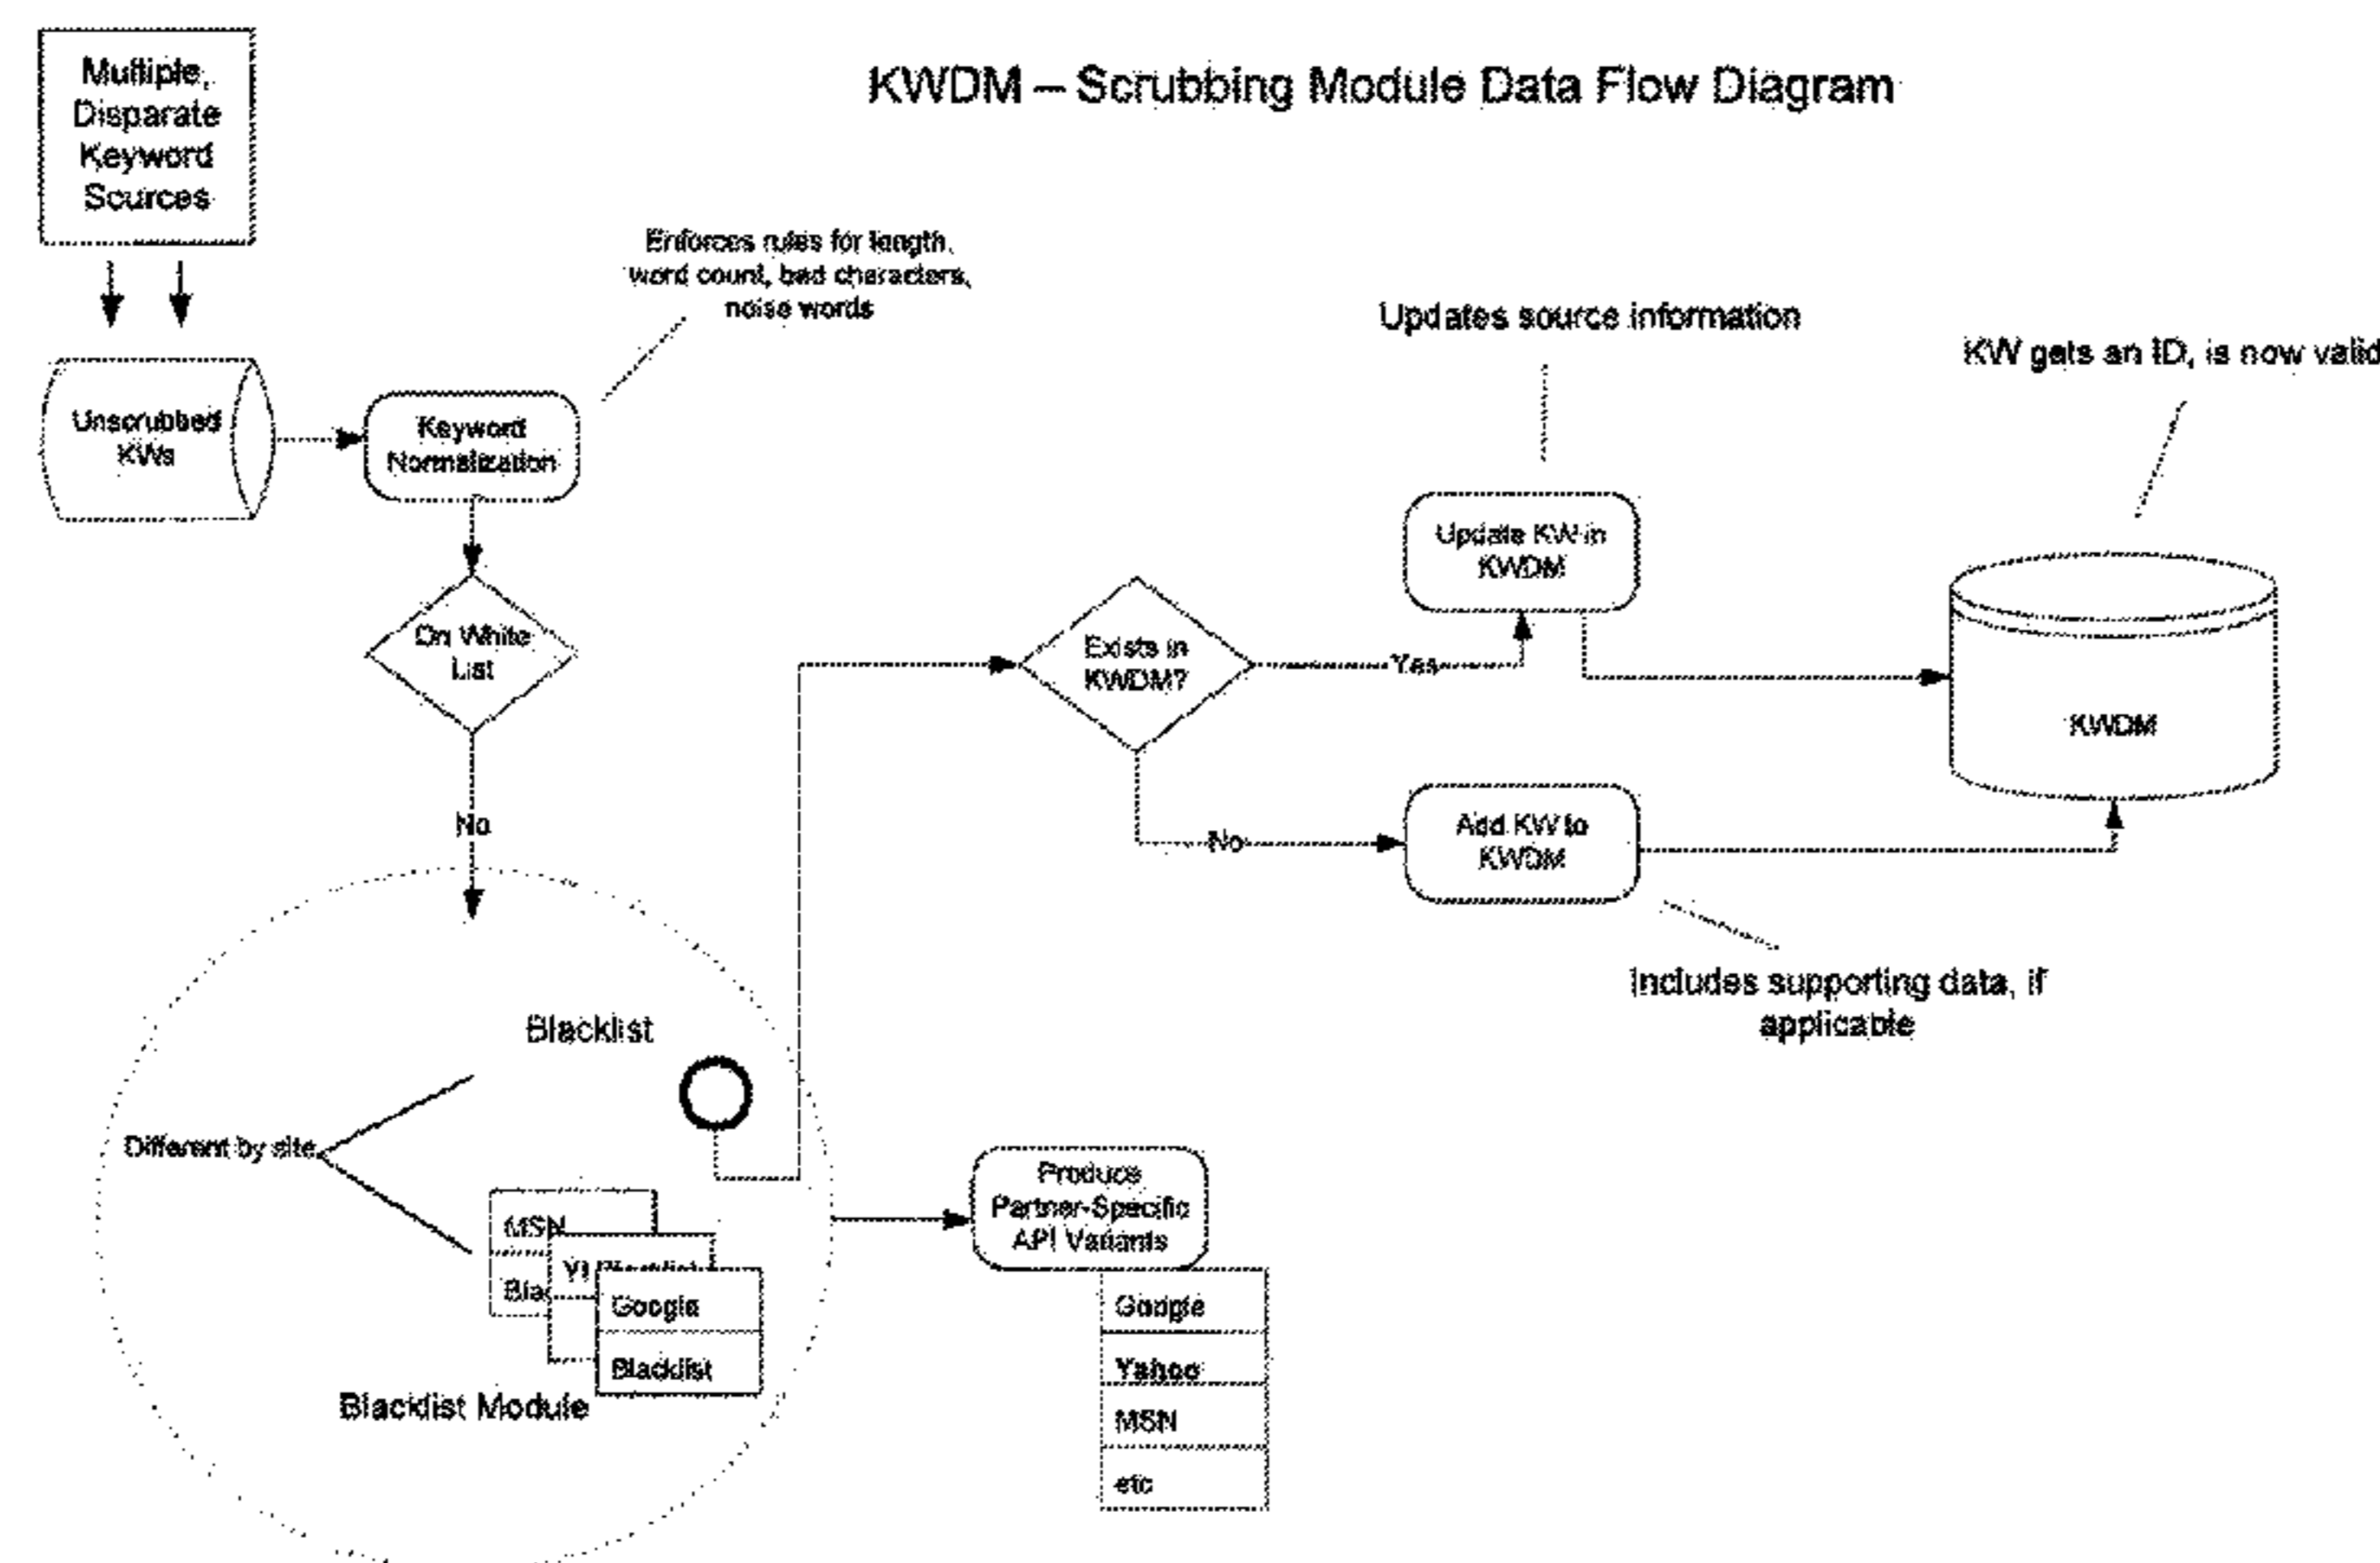 KWDM – Scrubbing Module Data Flow Diagram
Multiple,
Disparate
Keyword
Sources
Enforces rules for length,
word count, bad characters,
noise words
Updates source information
KW gets an ID, is now valid
Unscrubbed
KWs
Keyword
Normalization
Update KW in
KWDM
On White
List
Exists in
KWDM?
Yes
KWDM
No
No
Add KW to
KWDM
Includes supporting data, if
applicable
Blacklist
Different by site
Produce
Partner-Specific
API Variants
MSN
Google
Blacklist
Google
Yahoo
MSN
etc
Blacklist Module